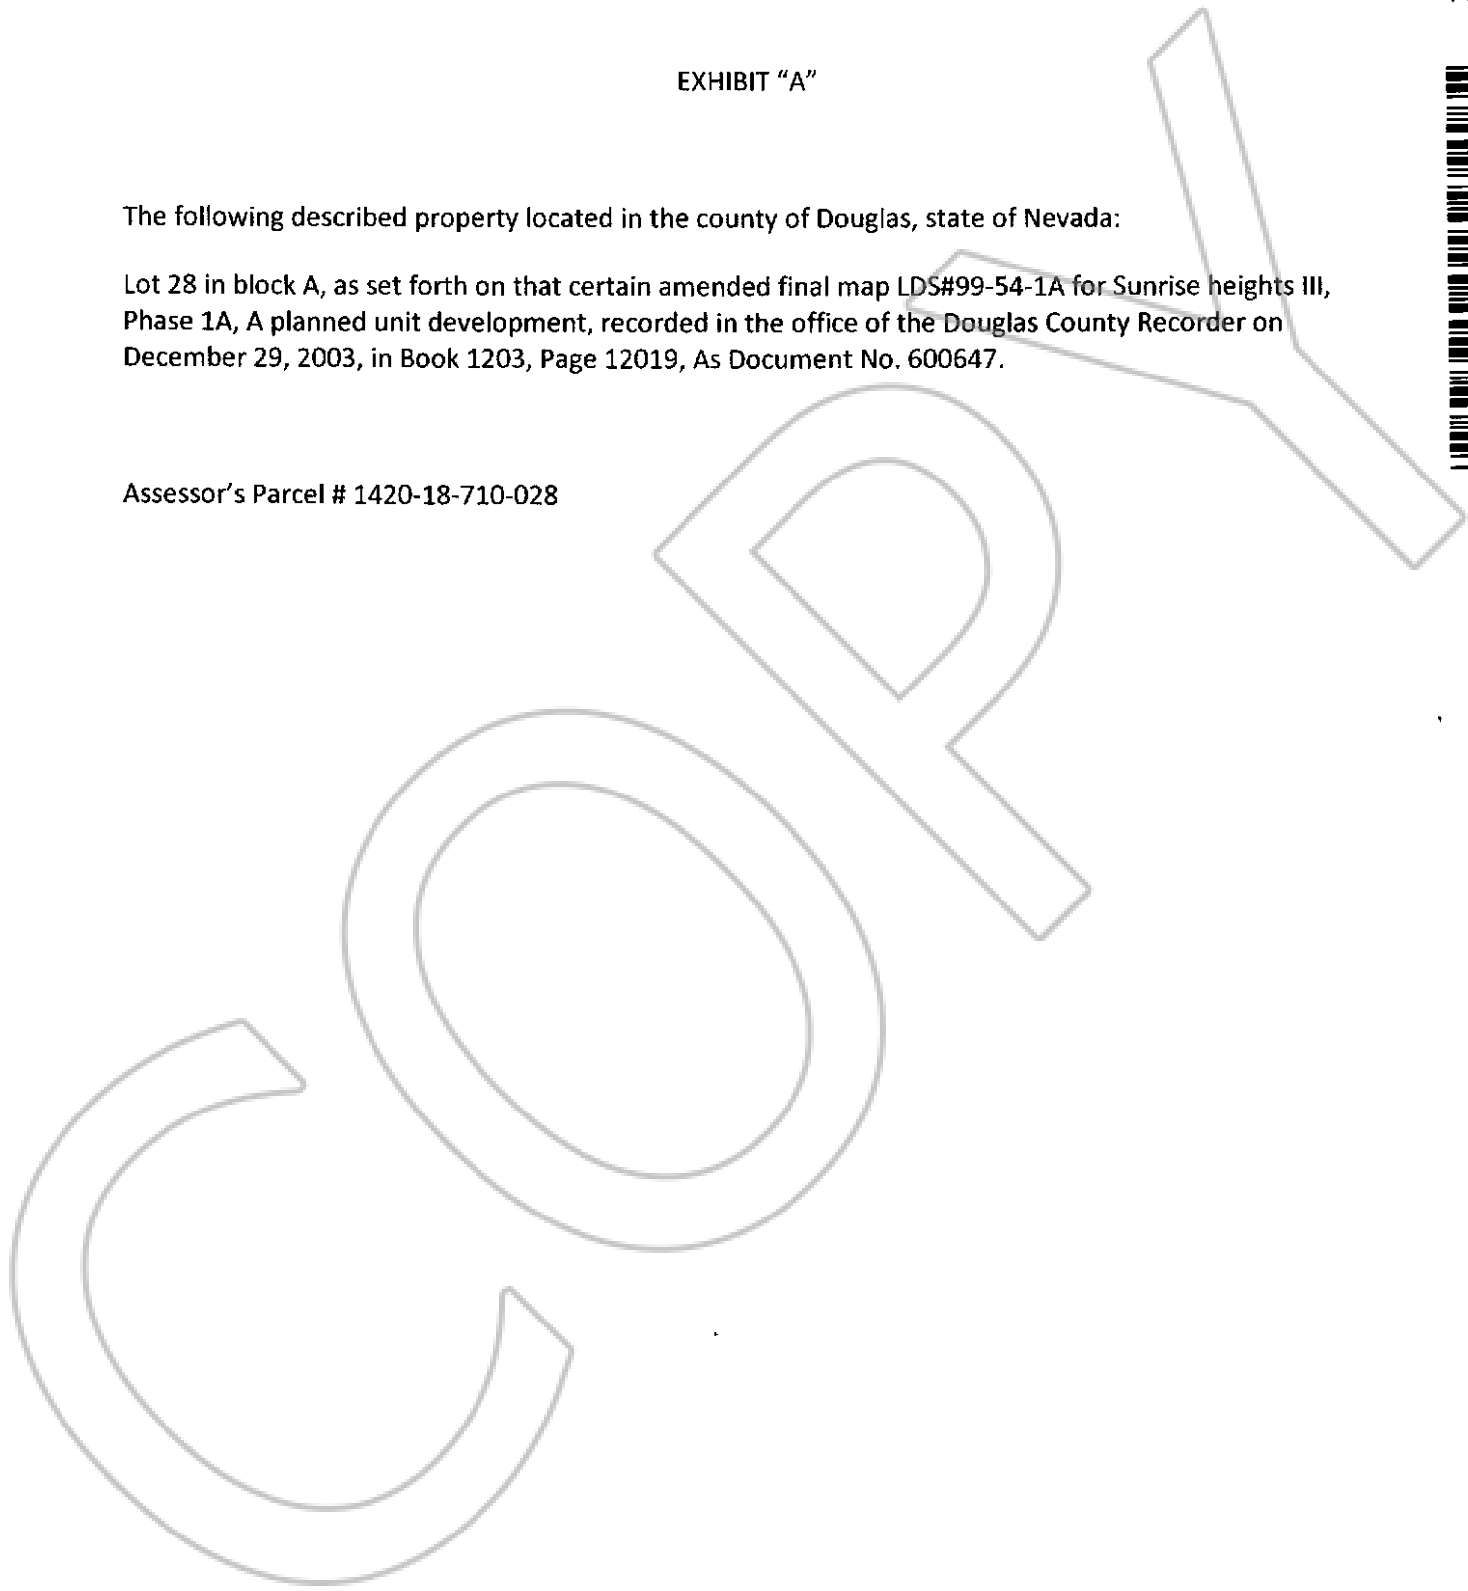 EXHIBIT "A"
The following described property located in the county of Douglas, state of Nevada:
Lot 28 in block A, as set forth on that certain amended final map LDS#99-54-1A for Sunrise heights III,
Phase 1A, A planned unit development, recorded in the office of the Douglas County Recorder on
December 29, 2003, in Book 1203, Page 12019, As Document No. 600647.
Assessor's Parcel # 1420-18-710-028
COPY